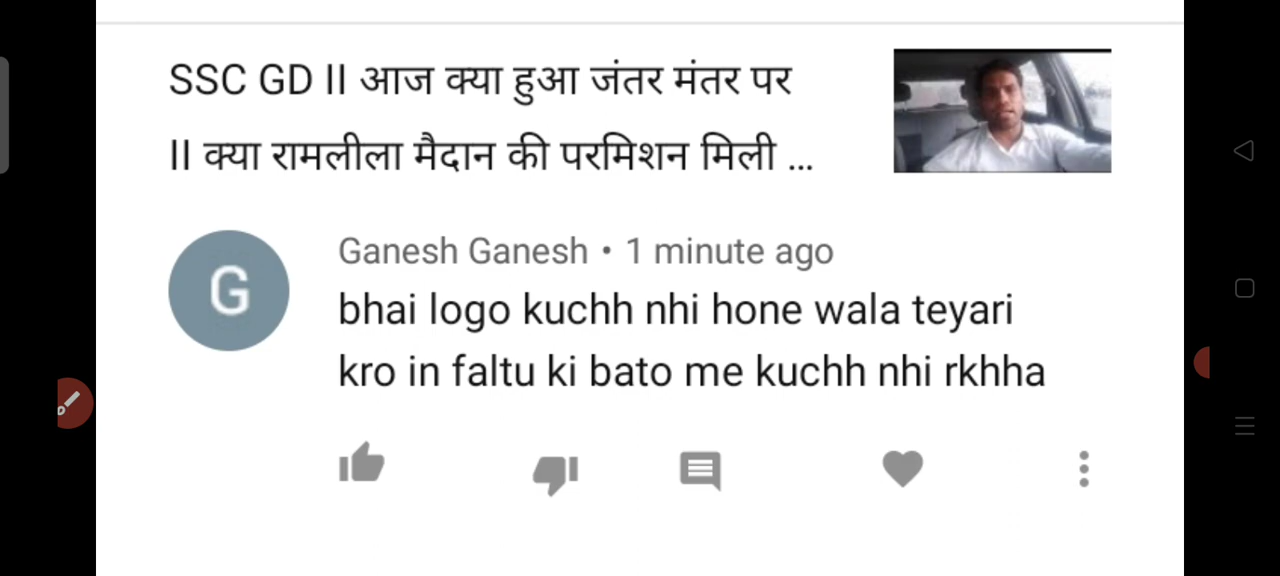 SSC GD II आज क्या हुआ जंतर मंतर पर
II क्या रामलीला मैदान की परमिशन मिली ...
G
Ganesh Ganesh • 1 minute ago
bhai logo kuchh nhi hone wala teyari
kro in faltu ki bato me kuchh nhi rkhha